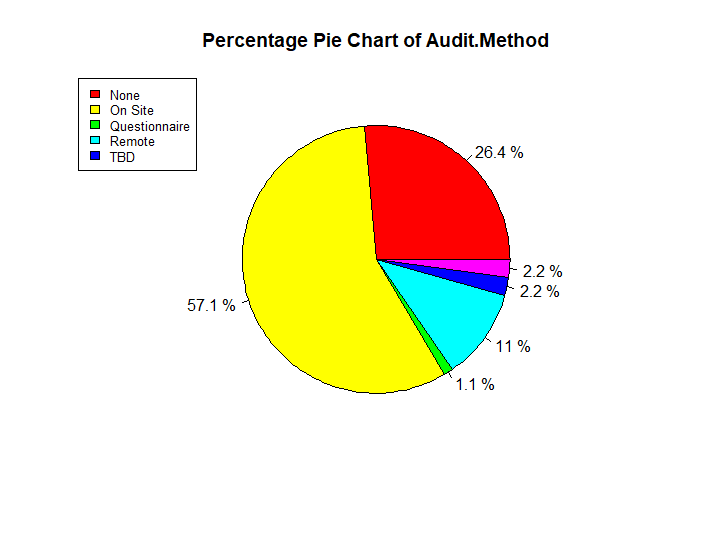 Percentage Pie Chart of Audit.Method
None
On Site
Questionnaire
Remote
TBD
26.4 %
57.1 %
1.1 %
11 %
2.2 %
2.2 %